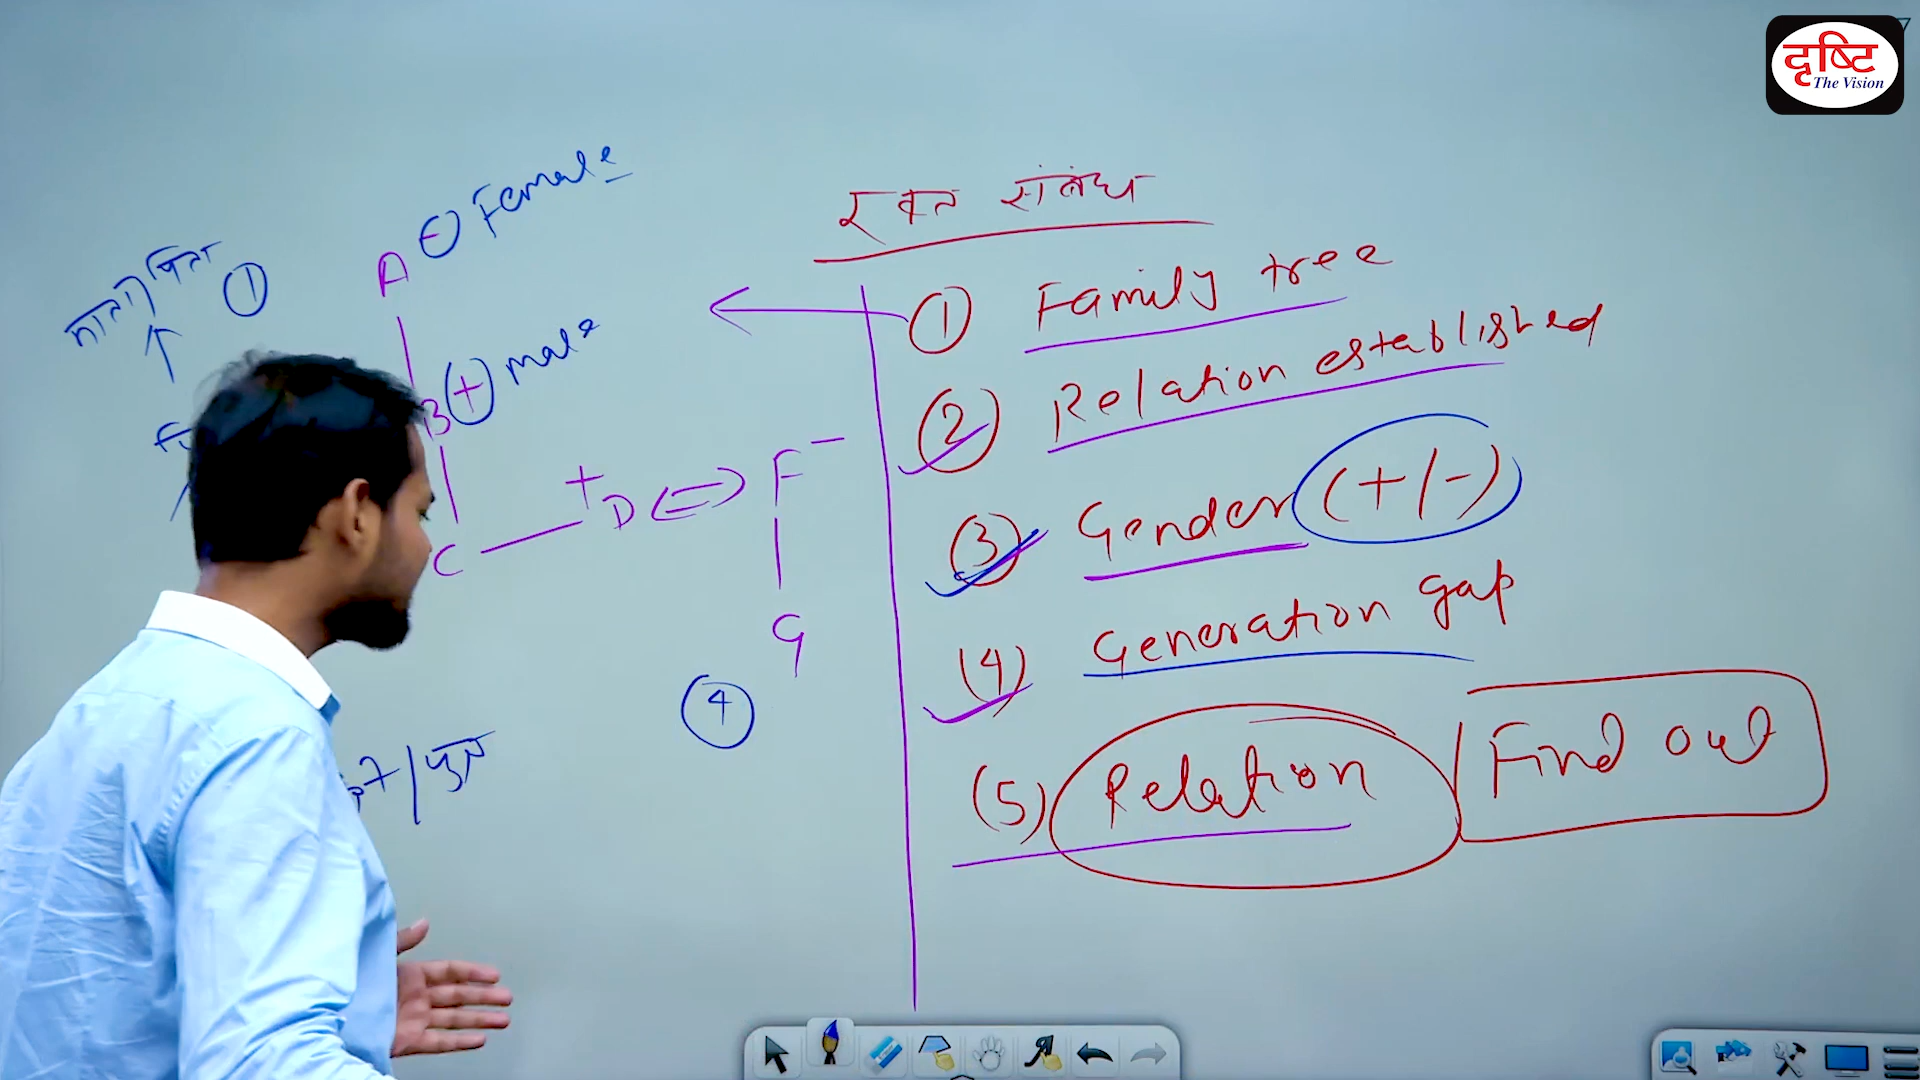 दृष्टि
The Vision
रक्त संबंध
① Family tree
② Relation established
③ Gender (+/-)
(4) Generation gap
(5) Relation Find out
माता/पिता ①
A (-) Female
B (+) male
C — + D ⇔ F -
G
④
/पुत्र